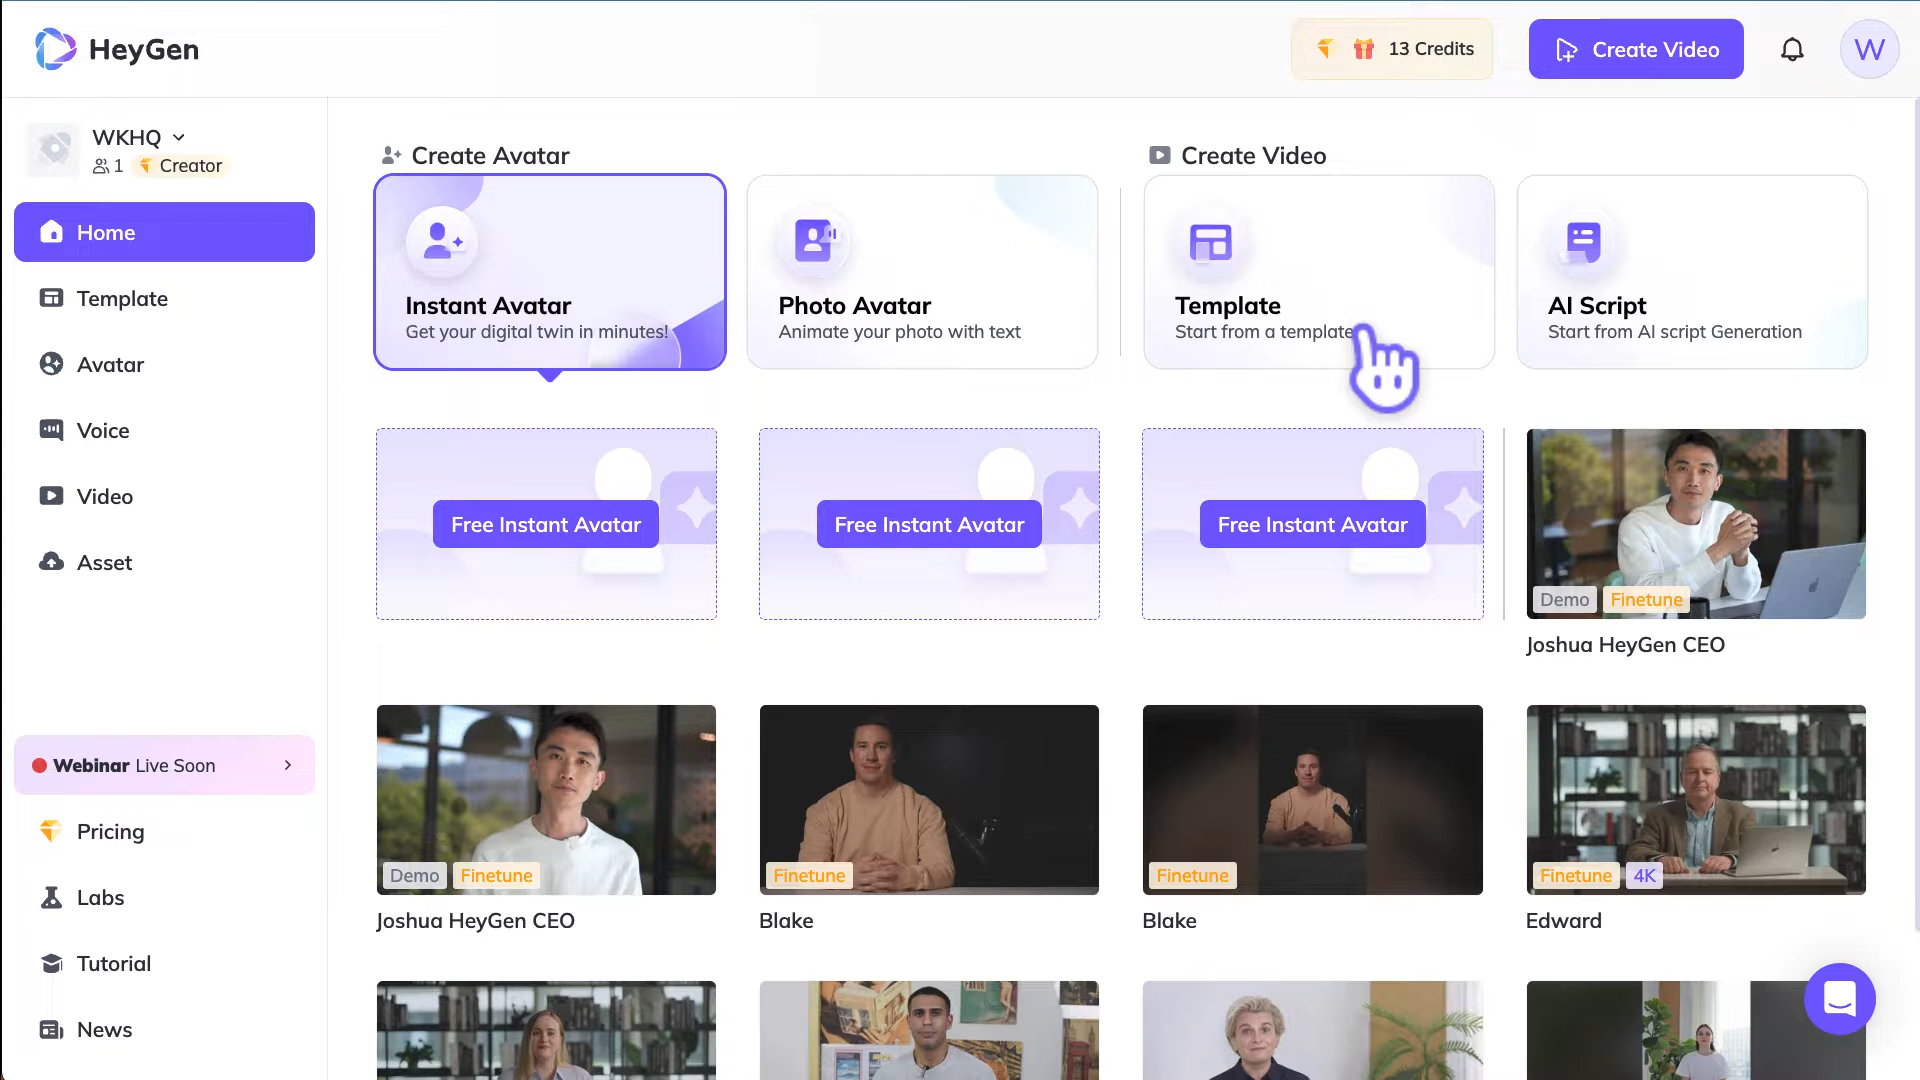 HeyGen
13 Credits
Create Video
W
WKHQ
1
Creator
Home
Template
Avatar
Voice
Video
Asset
Webinar Live Soon
Pricing
Labs
Tutorial
News
Create Avatar
Create Video
Instant Avatar
Get your digital twin in minutes!
Photo Avatar
Animate your photo with text
Template
Start from a template
AI Script
Start from AI script Generation
Free Instant Avatar
Free Instant Avatar
Free Instant Avatar
Demo
Finetune
Joshua HeyGen CEO
Demo
Finetune
Joshua HeyGen CEO
Finetune
Blake
Finetune
Blake
Finetune
4K
Edward